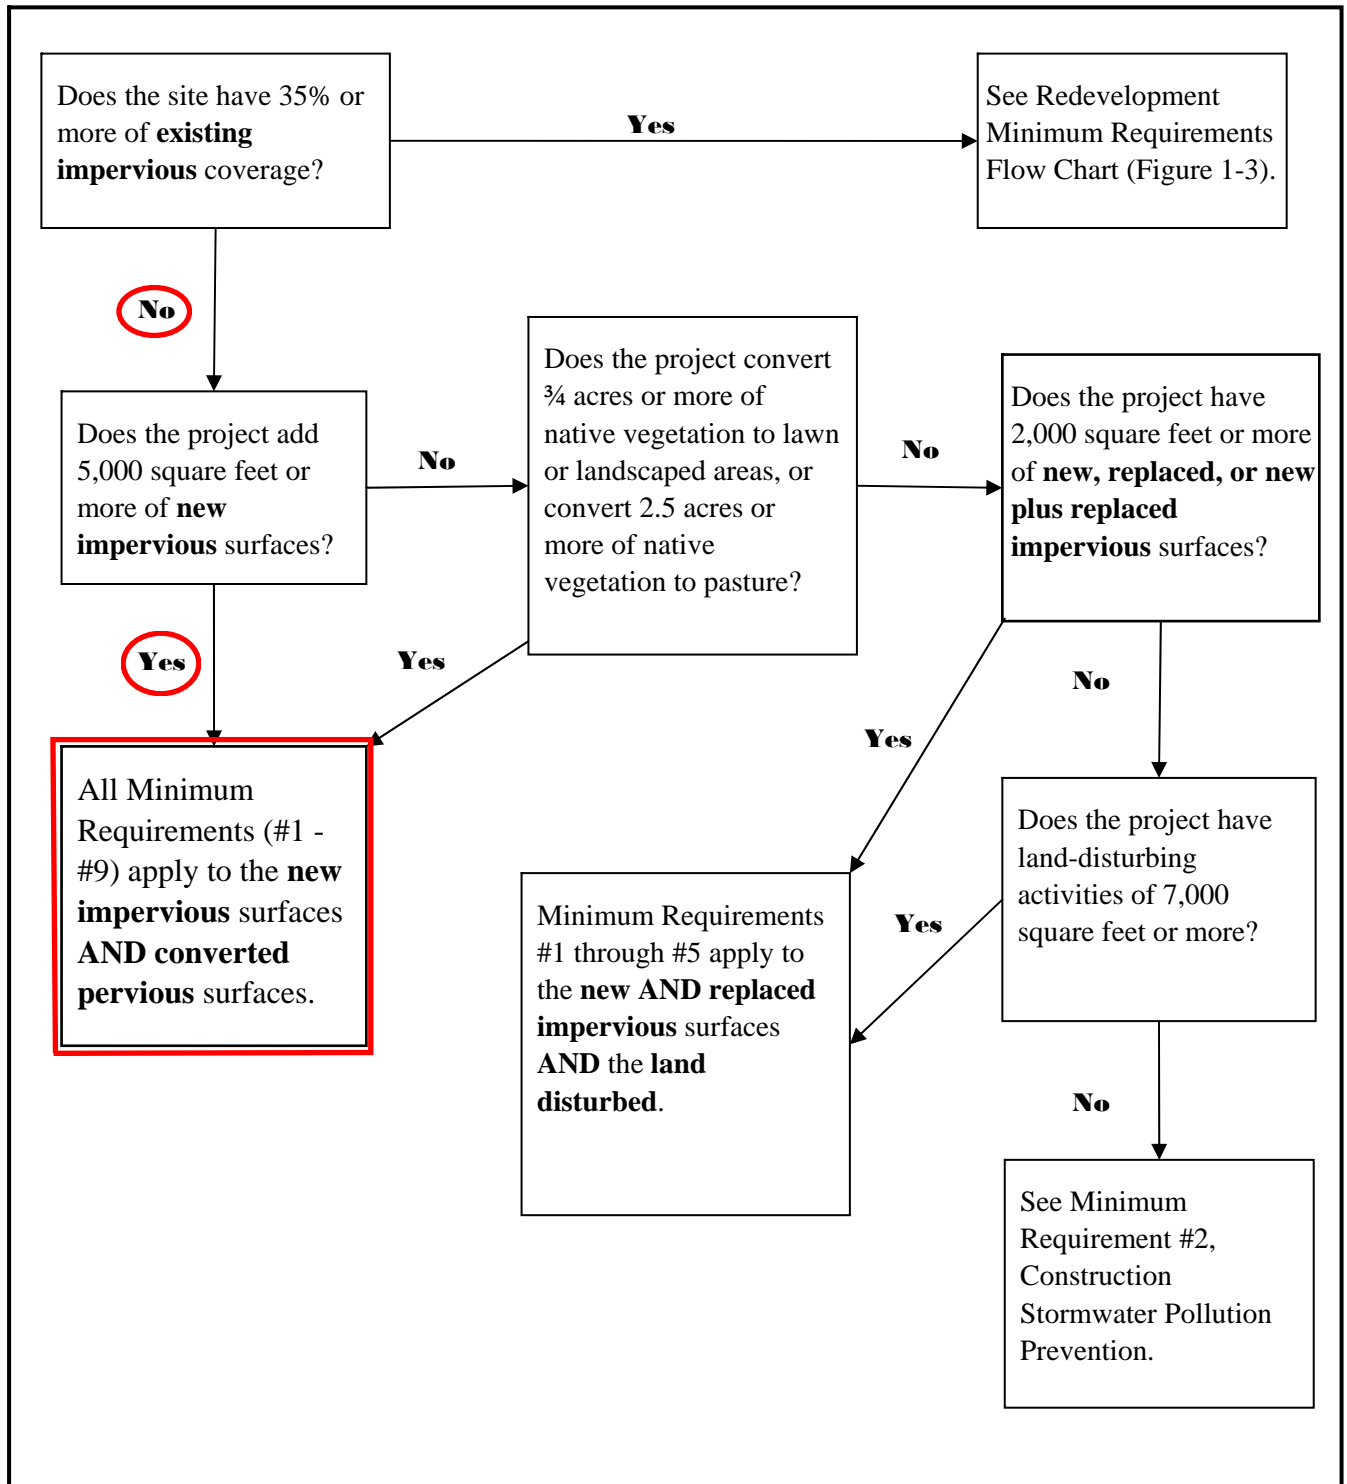 Does the site have 35% or
more of existing
impervious coverage?
Yes
See Redevelopment
Minimum Requirements
Flow Chart (Figure 1-3).
No
Does the project add
5,000 square feet or
more of new
impervious surfaces?
No
Does the project convert
¾ acres or more of
native vegetation to lawn
or landscaped areas, or
convert 2.5 acres or
more of native
vegetation to pasture?
No
Does the project have
2,000 square feet or more
of new, replaced, or new
plus replaced
impervious surfaces?
Yes
Yes
Yes
No
All Minimum
Requirements (#1 -
#9) apply to the new
impervious surfaces
AND converted
pervious surfaces.
Minimum Requirements
#1 through #5 apply to
the new AND replaced
impervious surfaces
AND the land
disturbed.
Yes
Does the project have
land-disturbing
activities of 7,000
square feet or more?
No
See Minimum
Requirement #2,
Construction
Stormwater Pollution
Prevention.